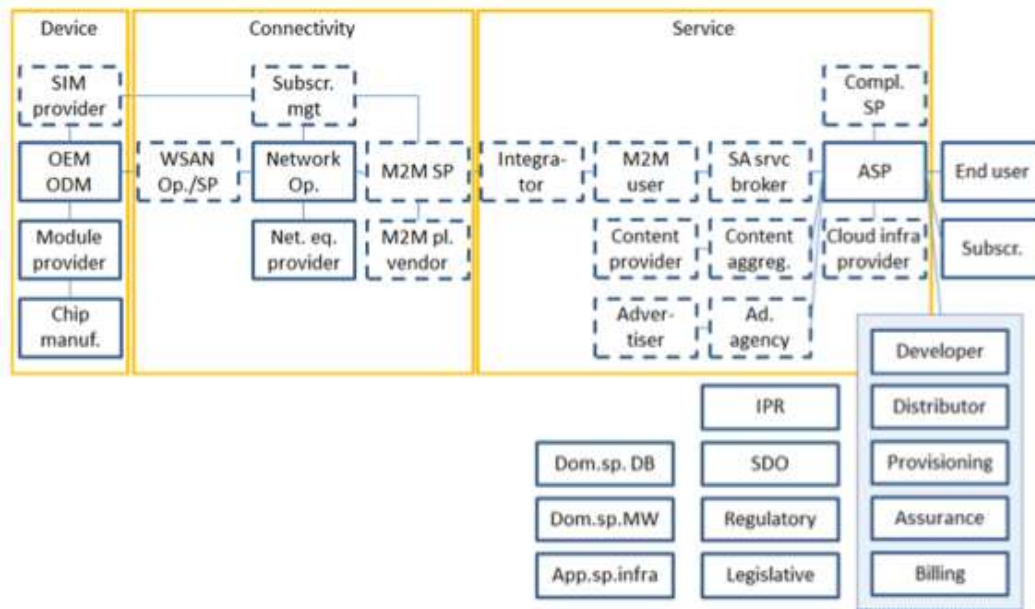 Device
Connectivity
Service
SIM
provider
Subscr.
mgt
Compl.
SP
OEM
ODM
WSAN
Op./SP
Network
Op.
M2M SP
Integra-
tor
M2M
user
SA srvc
broker
ASP
End user
Module
provider
Net. eq.
provider
M2M pl.
vendor
Content
provider
Content
aggreg.
Cloud infra
provider
Subscr.
Chip
manuf.
Adver-
tiser
Ad.
agency
Developer
IPR
Distributor
Dom.sp. DB
SDO
Provisioning
Dom.sp.MW
Regulatory
Assurance
App.sp.infra
Legislative
Billing